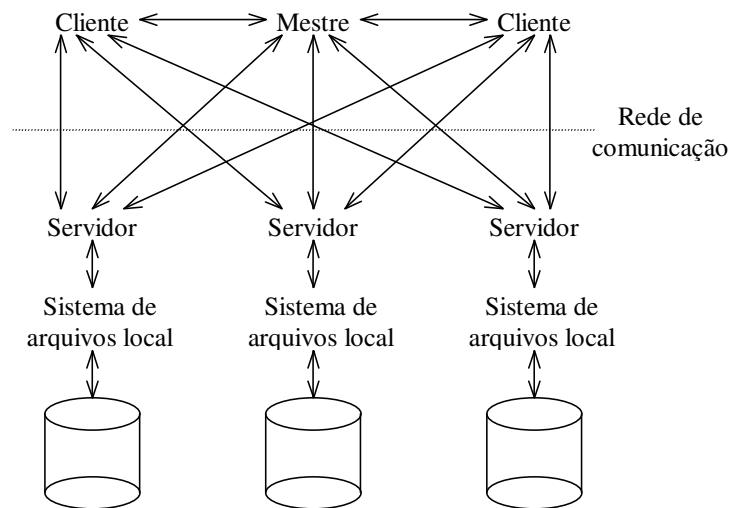 Cliente Mestre Cliente
Rede de
comunicação
Servidor Servidor Servidor
Sistema de Sistema de Sistema de
arquivos local arquivos local arquivos local